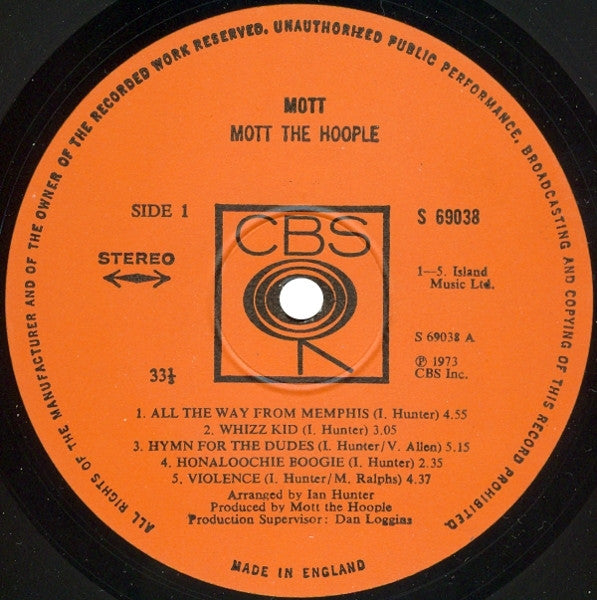 ALL RIGHTS OF THE MANUFACTURER AND OF THE OWNER OF THE RECORDED WORK RESERVED. UNAUTHORIZED PUBLIC PERFORMANCE, BROADCASTING AND COPYING OF THIS RECORD PROHIBITED.
MOTT
MOTT THE HOOPLE
SIDE 1
S 69038
CBS
STEREO
1—5. Island
Music Ltd.
S 69038 A
33⅓
℗ 1973
CBS Inc.
1. ALL THE WAY FROM MEMPHIS (I. Hunter) 4.55
2. WHIZZ KID (I. Hunter) 3.05
3. HYMN FOR THE DUDES (I. Hunter/V. Allen) 5.15
4. HONALOOCHIE BOOGIE (I. Hunter) 2.35
5. VIOLENCE (I. Hunter/M. Ralphs) 4.37
Arranged by Ian Hunter
Produced by Mott the Hoople
Production Supervisor: Dan Loggins
MADE IN ENGLAND